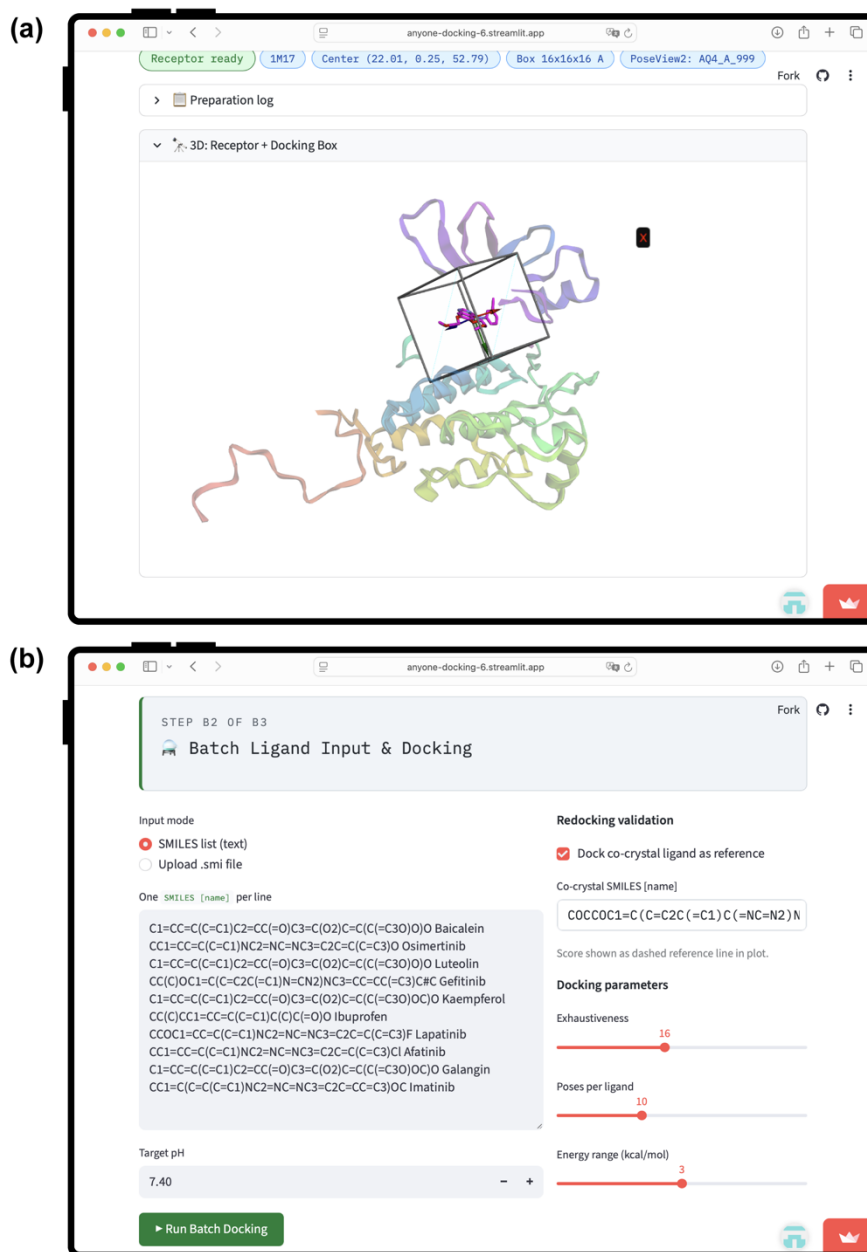 (a)
anyone-docking-6.streamlit.app
Receptor ready
1M17
Center (22.01, 0.25, 52.79)
Box 16x16x16 A
PoseView2: AQ4_A_999
Fork
Preparation log
3D: Receptor + Docking Box
X
(b)
anyone-docking-6.streamlit.app
Fork
STEP B2 OF B3
Batch Ligand Input & Docking
Input mode
SMILES list (text)
Upload .smi file
One SMILES [name] per line
C1=CC=C(C=C1)C2=CC(=O)C3=C(O2)C=C(C(=C3O)O)O Baicalein
CC1=CC=C(C=C1)NC2=NC=NC3=C2C=C(C=C3)O Osimertinib
C1=CC=C(C=C1)C2=CC(=O)C3=C(O2)C=C(C(=C3O)O)O Luteolin
CC(C)OC1=C(C=C2C(=C1)N=CN2)NC3=CC=CC(=C3)C#C Gefitinib
C1=CC=C(C=C1)C2=CC(=O)C3=C(O2)C=C(C(=C3O)OC)O Kaempferol
CC(C)CC1=CC=C(C=C1)C(C)C(=O)O Ibuprofen
CCOC1=CC=C(C=C1)NC2=NC=NC3=C2C=C(C=C3)F Lapatinib
CC1=CC=C(C=C1)NC2=NC=NC3=C2C=C(C=C3)Cl Afatinib
C1=CC=C(C=C1)C2=CC(=O)C3=C(O2)C=C(C(=C3O)OC)O Galangin
CC1=C(C=C(C=C1)NC2=NC=NC3=C2C=CC=C3)OC Imatinib
Target pH
7.40
− +
Run Batch Docking
Redocking validation
Dock co-crystal ligand as reference
Co-crystal SMILES [name]
COCCOC1=C(C=C2C(=C1)C(=NC=N2)N
Score shown as dashed reference line in plot.
Docking parameters
Exhaustiveness
16
Poses per ligand
10
Energy range (kcal/mol)
3